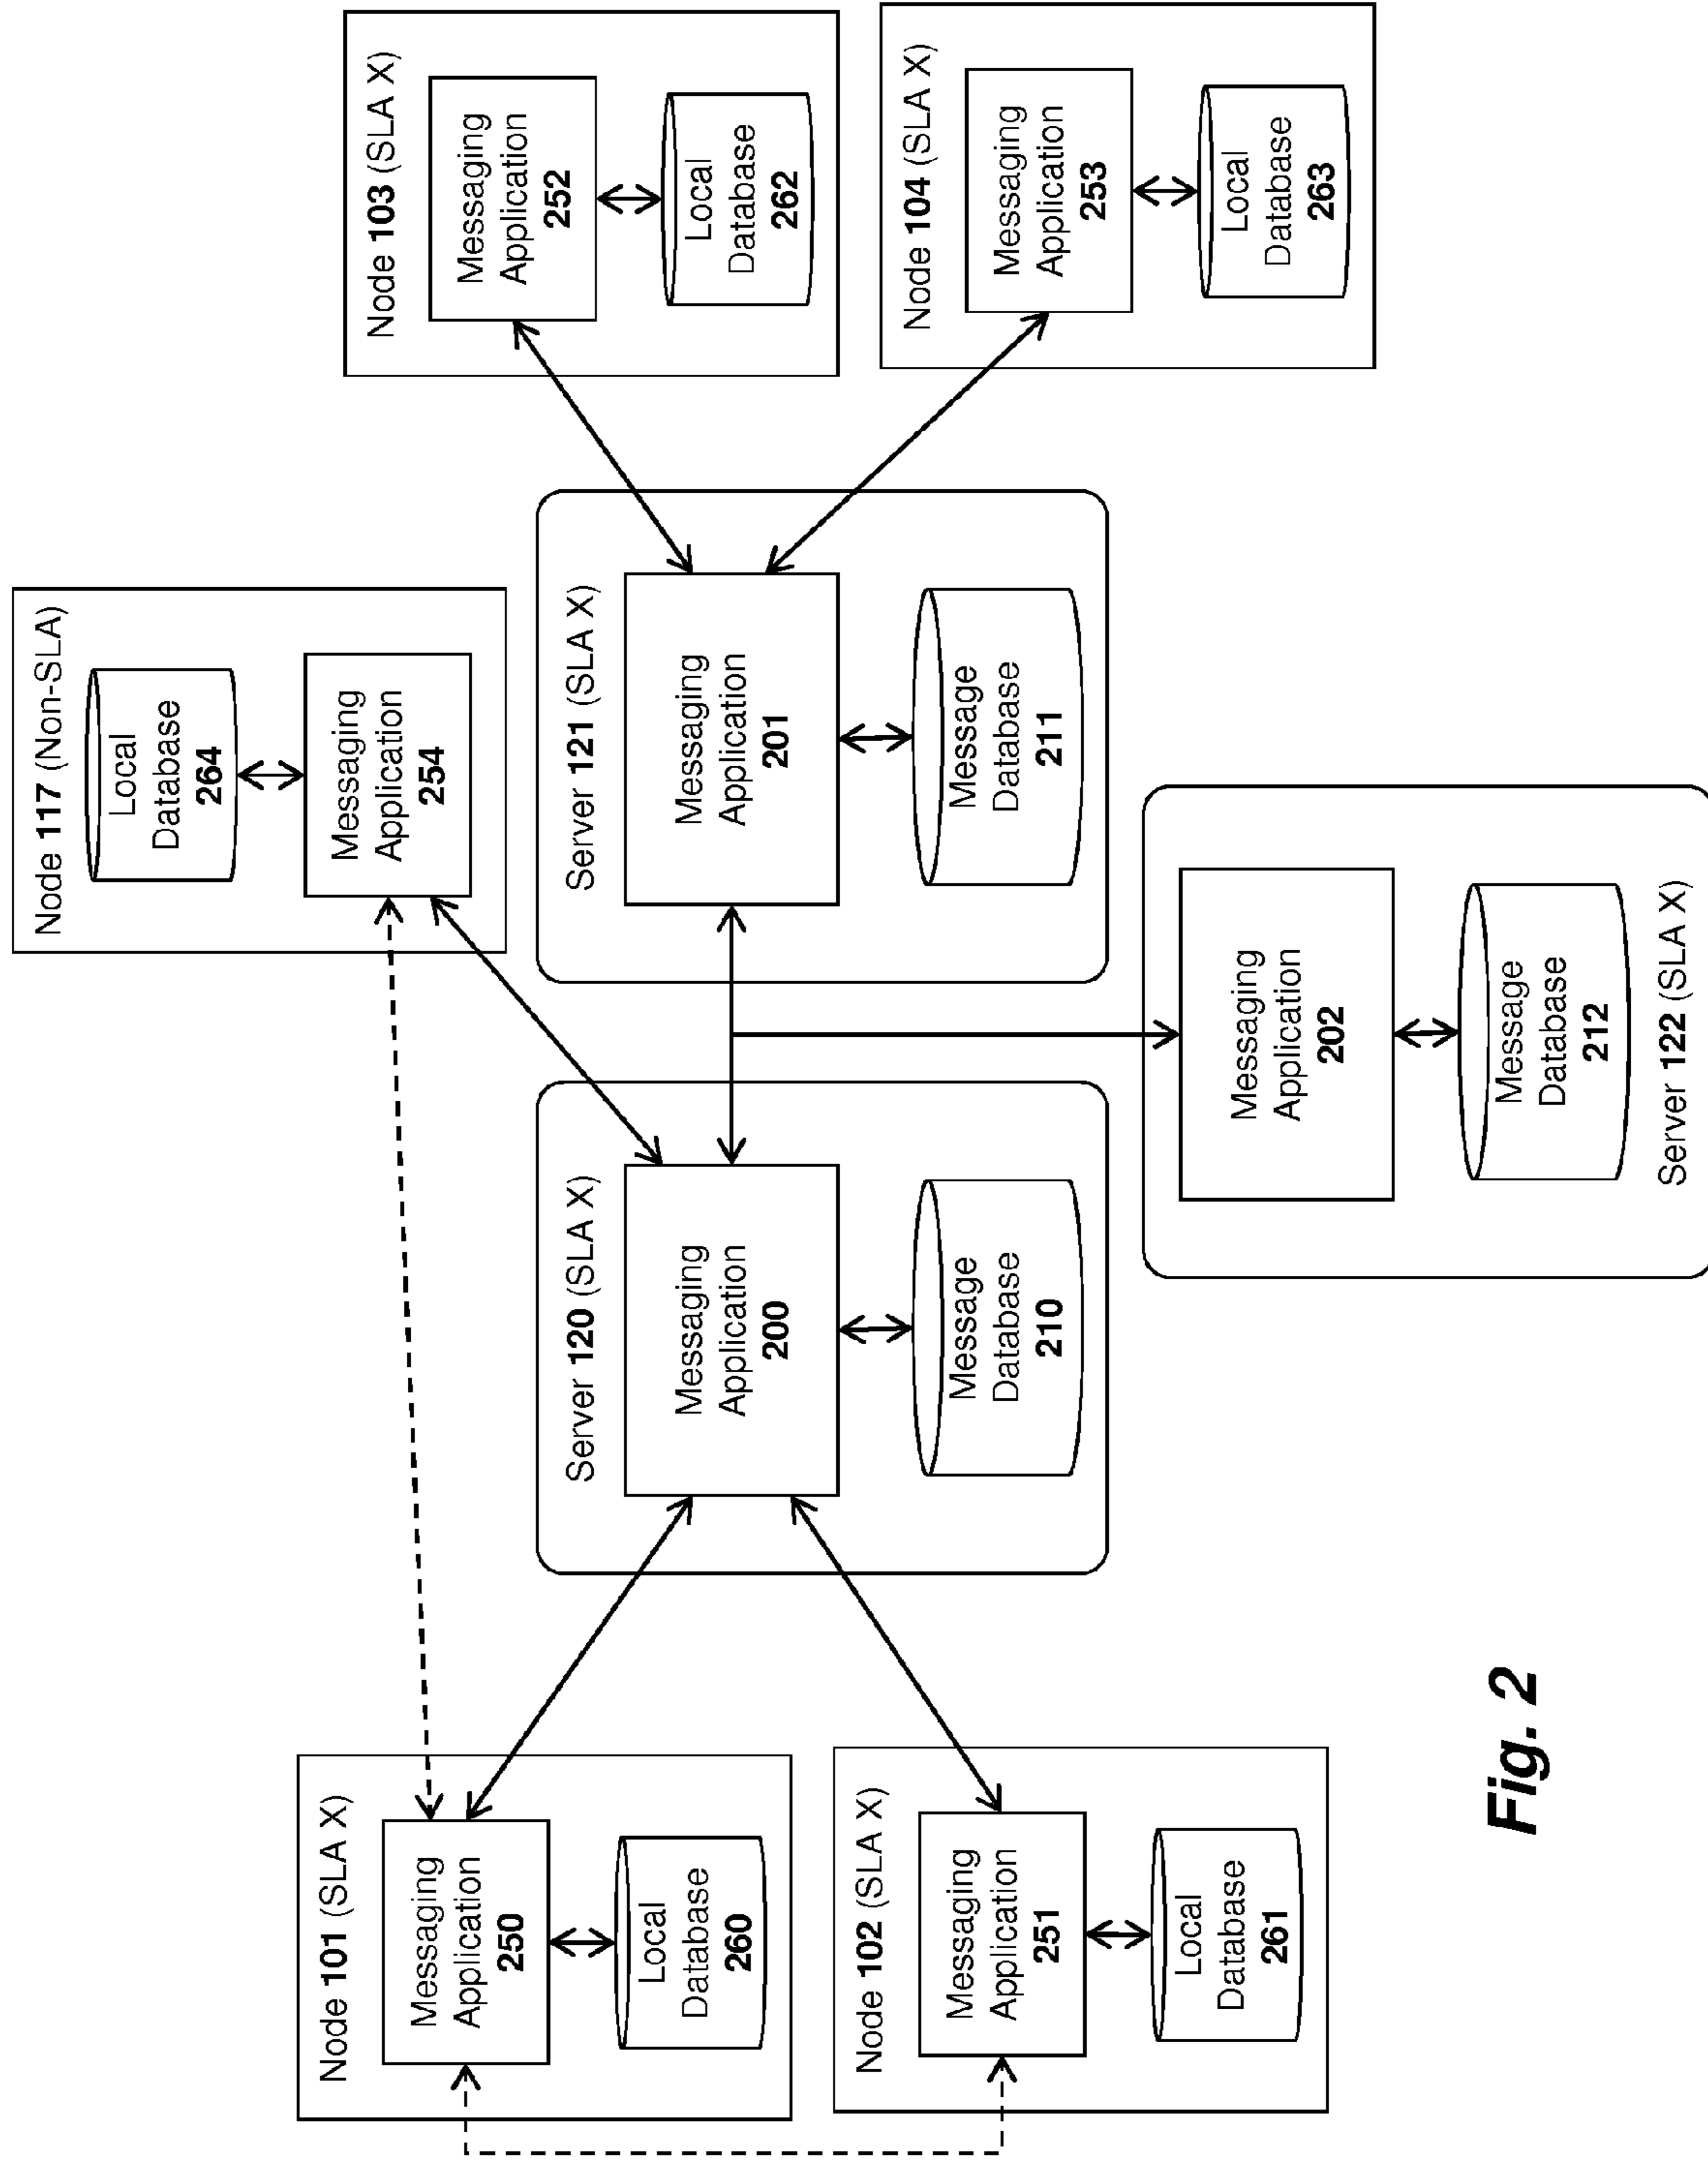 Node 117 (Non-SLA)
Local
Database
264
Messaging
Application
254
Node 101 (SLA X)
Messaging
Application
250
Local
Database
260
Server 120 (SLA X)
Messaging
Application
200
Message
Database
210
Server 121 (SLA X)
Messaging
Application
201
Message
Database
211
Node 103 (SLA X)
Messaging
Application
252
Local
Database
262
Node 102 (SLA X)
Messaging
Application
251
Local
Database
261
Node 104 (SLA X)
Messaging
Application
253
Local
Database
263
Messaging
Application
202
Message
Database
212
Server 122 (SLA X)
Fig. 2